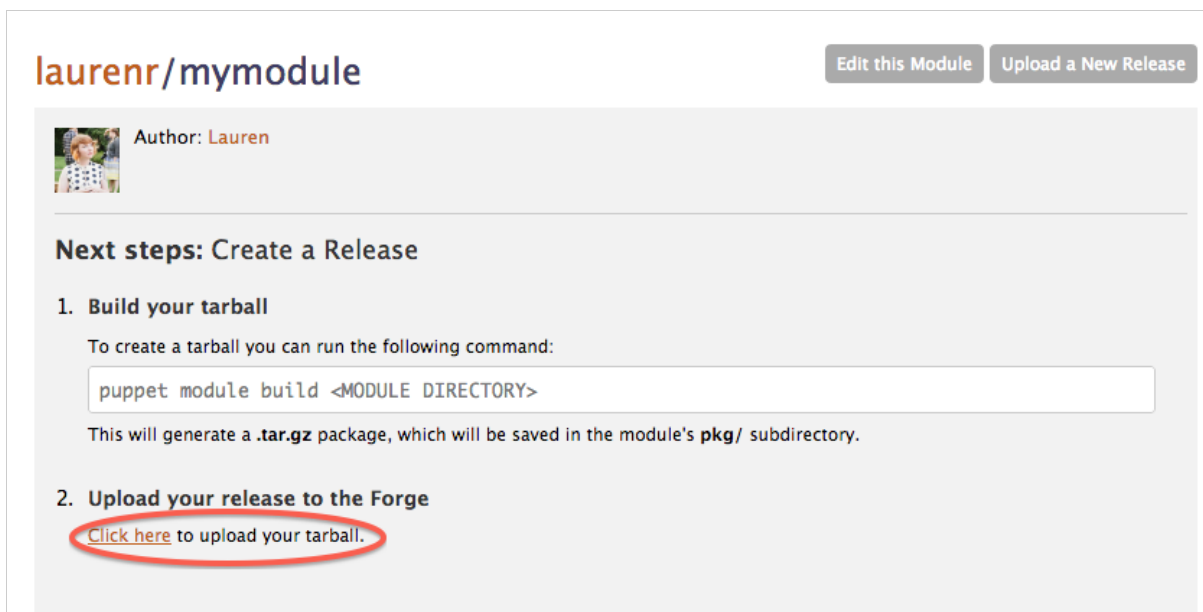 laurenr/mymodule
Edit this Module
Upload a New Release
Author: Lauren
Next steps: Create a Release
1. Build your tarball
To create a tarball you can run the following command:
puppet module build <MODULE DIRECTORY>
This will generate a .tar.gz package, which will be saved in the module's pkg/ subdirectory.
2. Upload your release to the Forge
Click here to upload your tarball.